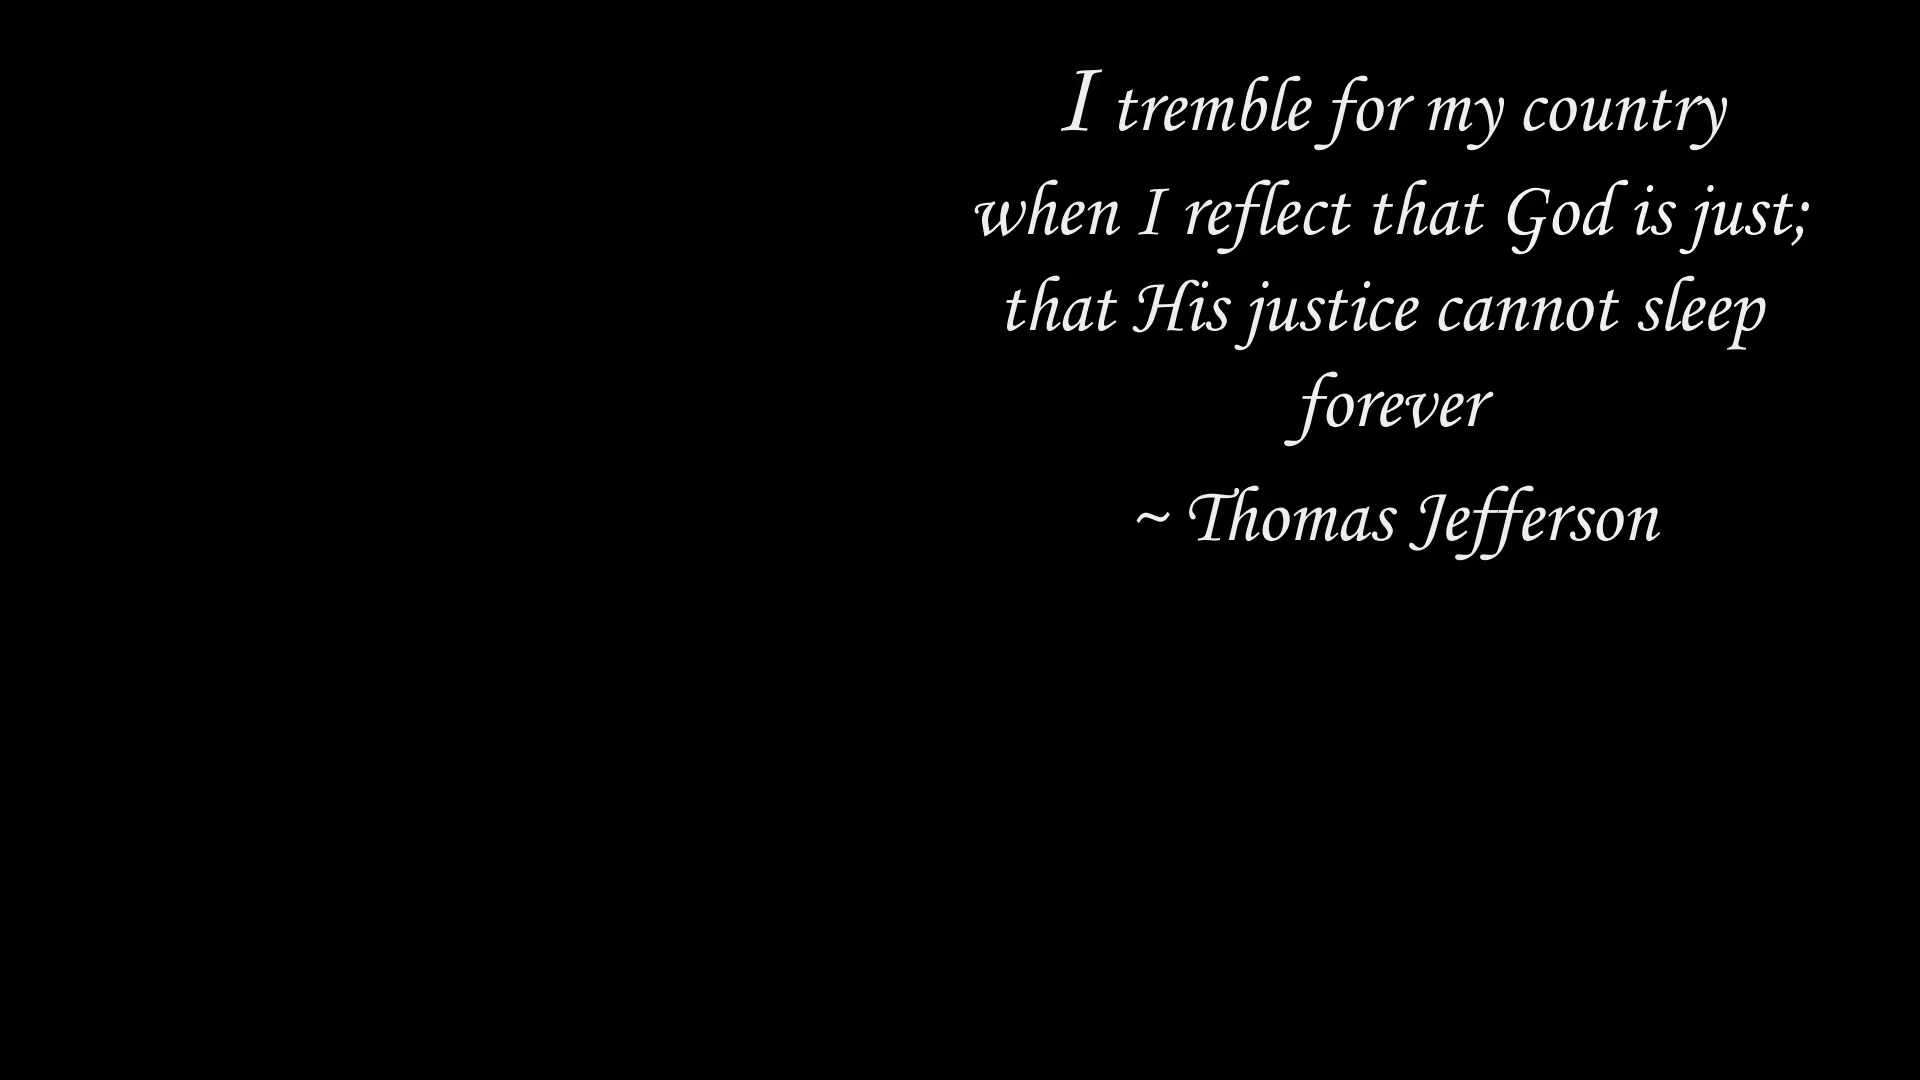 I tremble for my country
when I reflect that God is just;
that His justice cannot sleep
forever
~ Thomas Jefferson